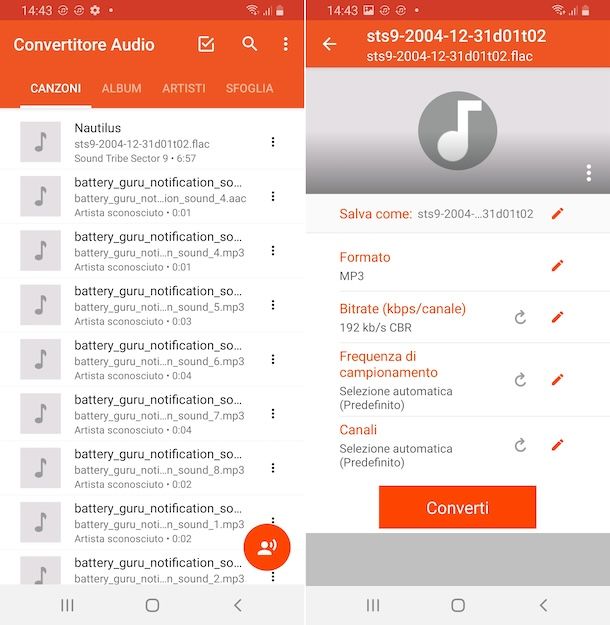 14:43
Convertitore Audio
CANZONI ALBUM ARTISTI SFOGLIA
Nautilus
sts9-2004-12-31d01t02.flac
Sound Tribe Sector 9 • 6:57
battery_guru_notification_so...
battery_guru_not...ion_sound_4.aac
Artista sconosciuto • 0:01
battery_guru_notification_so...
battery_guru_noti...n_sound_4.mp3
Artista sconosciuto • 0:01
battery_guru_notification_so...
battery_guru_noti...n_sound_5.mp3
Artista sconosciuto • 0:03
battery_guru_notification_so...
battery_guru_noti...n_sound_6.mp3
Artista sconosciuto • 0:04
battery_guru_notification_so...
battery_guru_noti...n_sound_7.mp3
Artista sconosciuto • 0:04
battery_guru_notification_so...
battery_guru_noti...n_sound_8.mp3
Artista sconosciuto • 0:02
battery_guru_notification_so...
battery_guru_noti...n_sound_1.mp3
Artista sconosciuto • 0:02
battery_guru_notification_so...
battery_guru_noti...n_sound_2.mp3
14:43
sts9-2004-12-31d01t02
sts9-2004-12-31d01t02.flac
Salva come: sts9-2004-...31d01t02
Formato
MP3
Bitrate (kbps/canale)
192 kb/s CBR
Frequenza di
campionamento
Selezione automatica
(Predefinito)
Canali
Selezione automatica
(Predefinito)
Converti